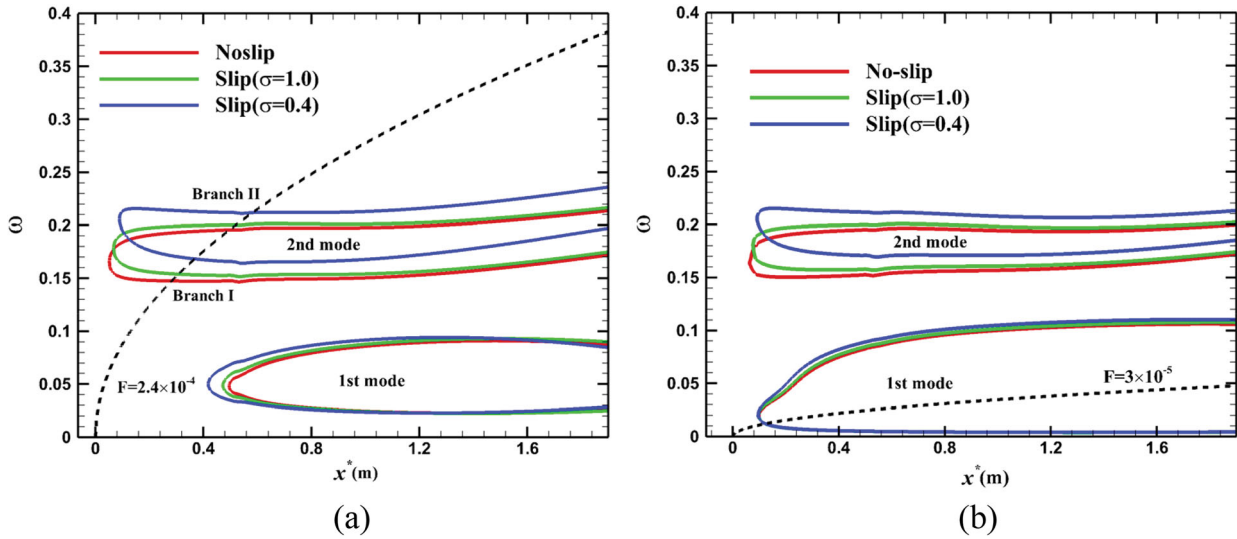 0.4
0.35
0.3
0.25
0.2
0.15
0.1
0.05
0
ω
Noslip
Slip(σ=1.0)
Slip(σ=0.4)
Branch II
2nd mode
Branch I
F=2.4×10⁻⁴
1st mode
0 0.4 0.8 1.2 1.6
x*(m)
(a)
0.4
0.35
0.3
0.25
0.2
0.15
0.1
0.05
0
ω
No-slip
Slip(σ=1.0)
Slip(σ=0.4)
2nd mode
1st mode
F=3×10⁻⁵
0 0.4 0.8 1.2 1.6
x*(m)
(b)